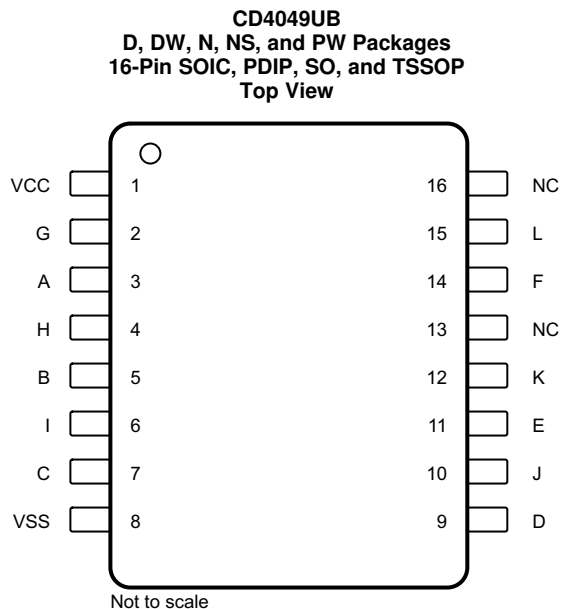 CD4049UB
D, DW, N, NS, and PW Packages
16-Pin SOIC, PDIP, SO, and TSSOP
Top View
VCC 1 16 NC
G 2 15 L
A 3 14 F
H 4 13 NC
B 5 12 K
I 6 11 E
C 7 10 J
VSS 8 9 D
Not to scale